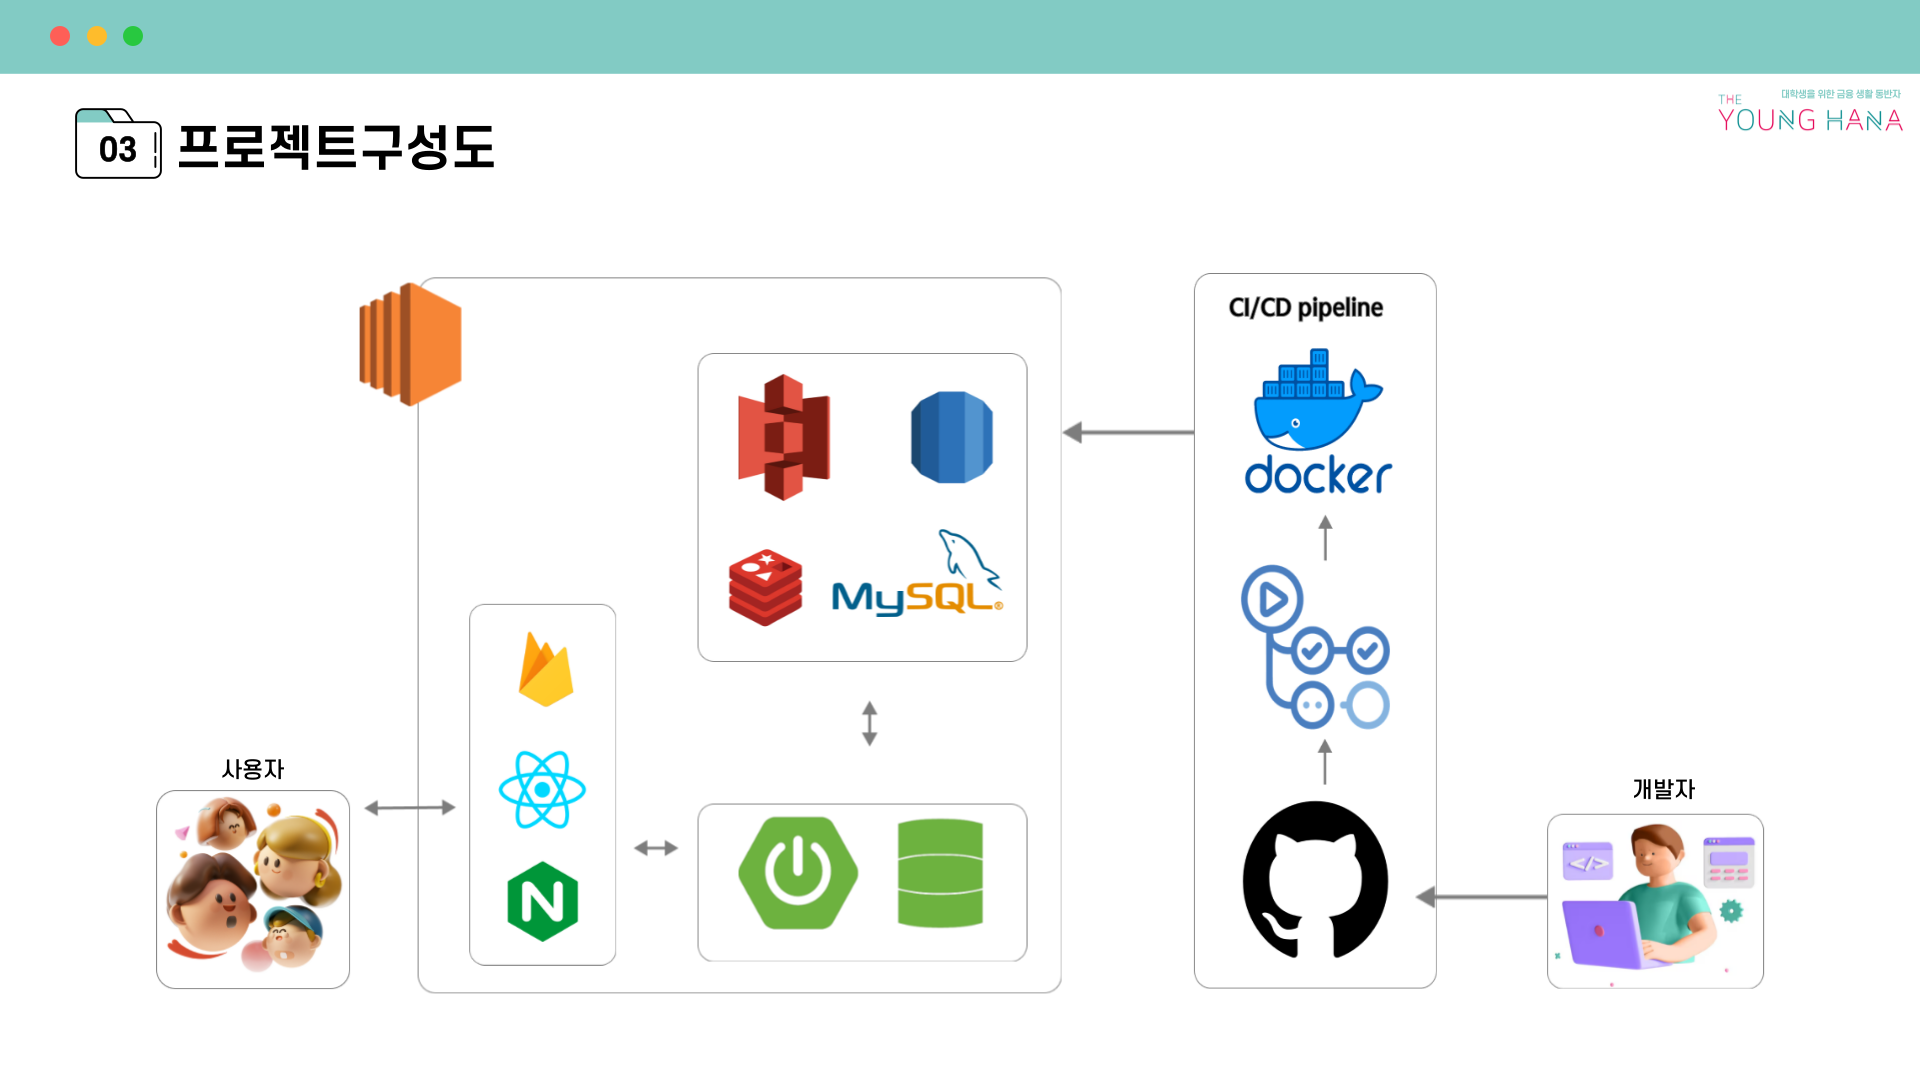 03
프로젝트구성도
대학생을 위한 금융 생활 동반자
THE
YOUNG HANA
CI/CD pipeline
docker
MySQL®
사용자
개발자
N
</>